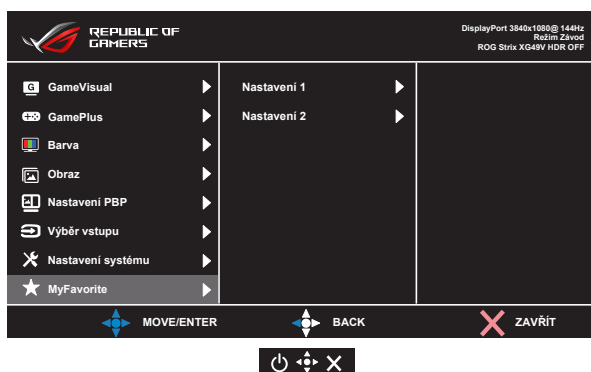 REPUBLIC OF
GAMERS
DisplayPort 3840x1080@ 144Hz
Režim Závod
ROG Strix XG49V HDR OFF
G GameVisual
GamePlus
Barva
Obraz
Nastavení PBP
Výběr vstupu
Nastavení systému
MyFavorite
Nastavení 1
Nastavení 2
MOVE/ENTER
BACK
ZAVŘÍT